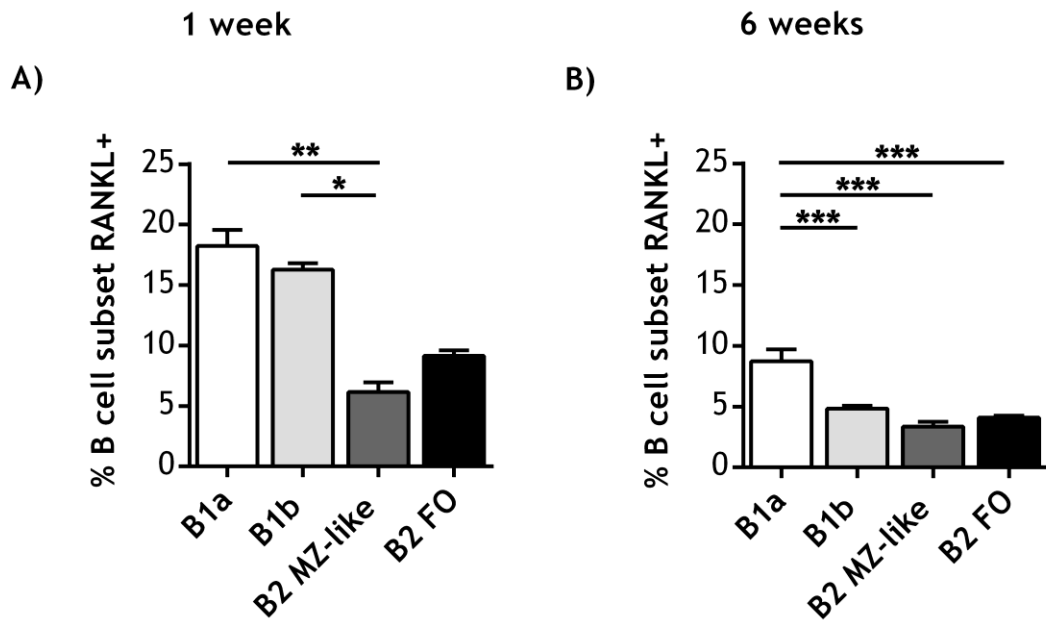 1 week
6 weeks
A)
B)
% B cell subset RANKL+
25
20
15
10
5
0
**
*
B1a
B1b
B2 MZ-like
B2 FO
% B cell subset RANKL+
25
20
15
10
5
0
***
***
***
B1a
B1b
B2 MZ-like
B2 FO